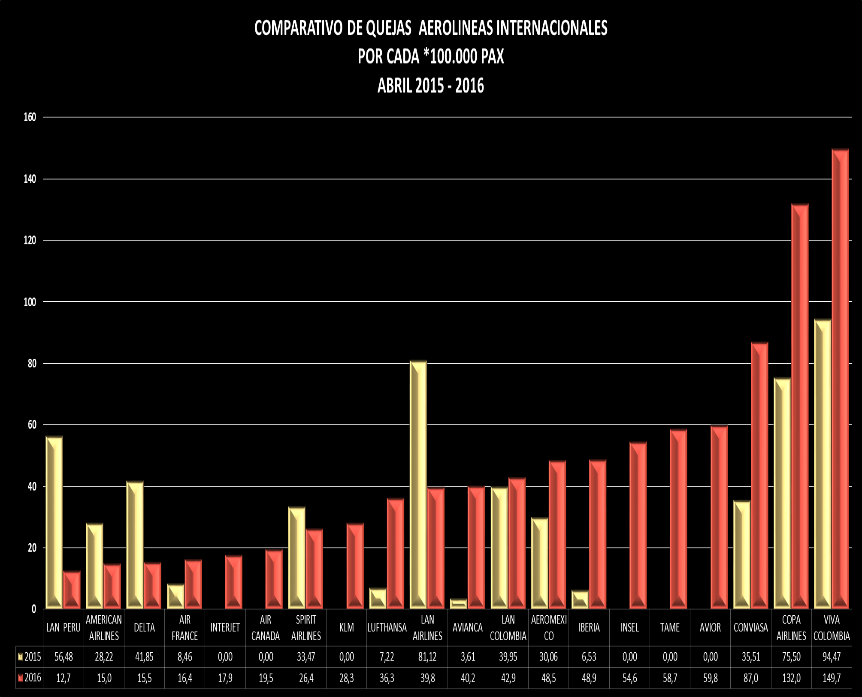 COMPARATIVO DE QUEJAS AEROLINEAS INTERNACIONALES
POR CADA *100.000 PAX
ABRIL 2015 - 2016
160
140
120
100
80
60
40
20
0
LAN PERU AMERICAN AIRLINES DELTA AIR FRANCE INTERJET AIR CANADA SPIRIT AIRLINES KLM LUFTHANSA LAN AIRLINES AVIANCA LAN COLOMBIA AEROMEXI CO IBERIA INSEL TAME AVIOR CONVIASA COPA AIRLINES VIVA COLOMBIA
2015 56,48 28,22 41,85 8,46 0,00 0,00 33,47 0,00 7,22 81,12 3,61 39,95 30,06 6,53 0,00 0,00 0,00 35,51 75,50 94,47
2016 12,7 15,0 15,5 16,4 17,9 19,5 26,4 28,3 36,3 39,8 40,2 42,9 48,5 48,9 54,6 58,7 59,8 87,0 132,0 149,7